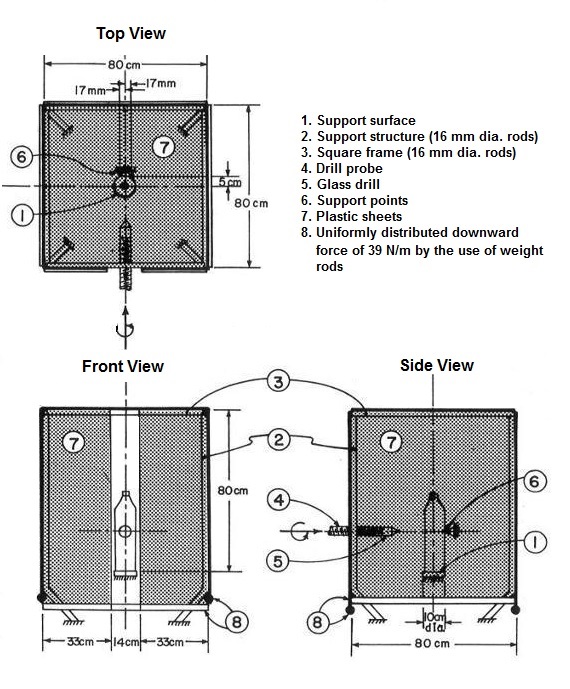 Top View
80cm
17mm
17mm
7
6
5cm
80 cm
1
1. Support surface
2. Support structure (16 mm dia. rods)
3. Square frame (16 mm dia. rods)
4. Drill probe
5. Glass drill
6. Support points
7. Plastic sheets
8. Uniformly distributed downward
force of 39 N/m by the use of weight
rods
Front View
Side View
3
7
2
7
80cm
4
6
5
1
8
8
10cm
dia.
33cm
14cm
33cm
80 cm